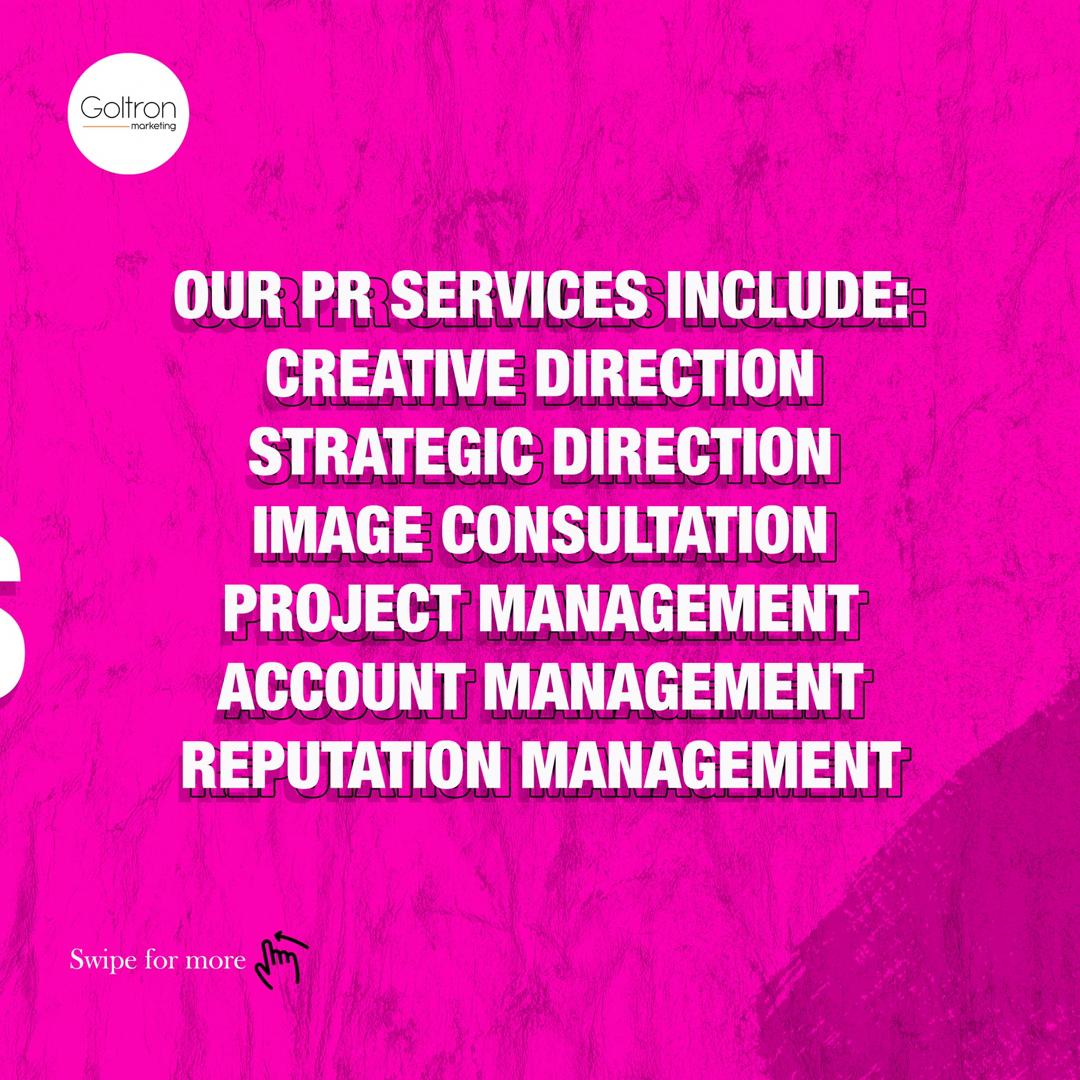 Goltron
marketing
OUR PR SERVICES INCLUDE:
CREATIVE DIRECTION
STRATEGIC DIRECTION
IMAGE CONSULTATION
PROJECT MANAGEMENT
ACCOUNT MANAGEMENT
REPUTATION MANAGEMENT
Swipe for more